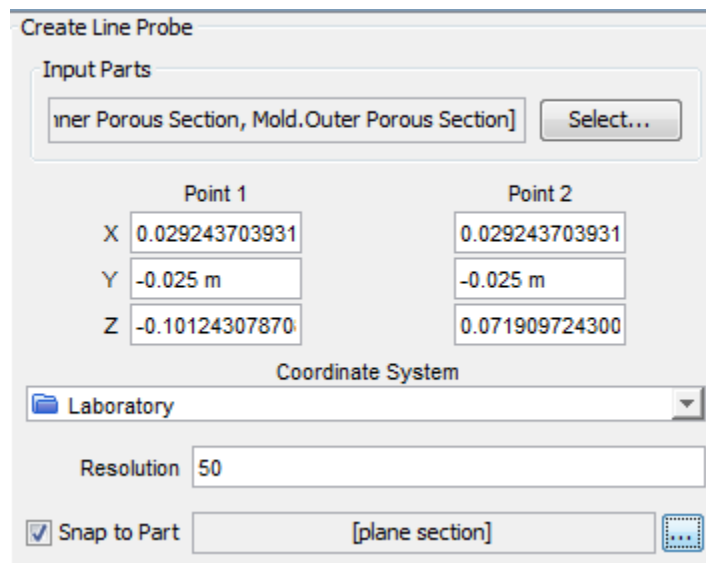 Create Line Probe
Input Parts
nner Porous Section, Mold.Outer Porous Section] Select...
Point 1 Point 2
X 0.029243703931 0.029243703931
Y -0.025 m -0.025 m
Z -0.10124307870 0.071909724300
Coordinate System
Laboratory
Resolution 50
Snap to Part [plane section] ...